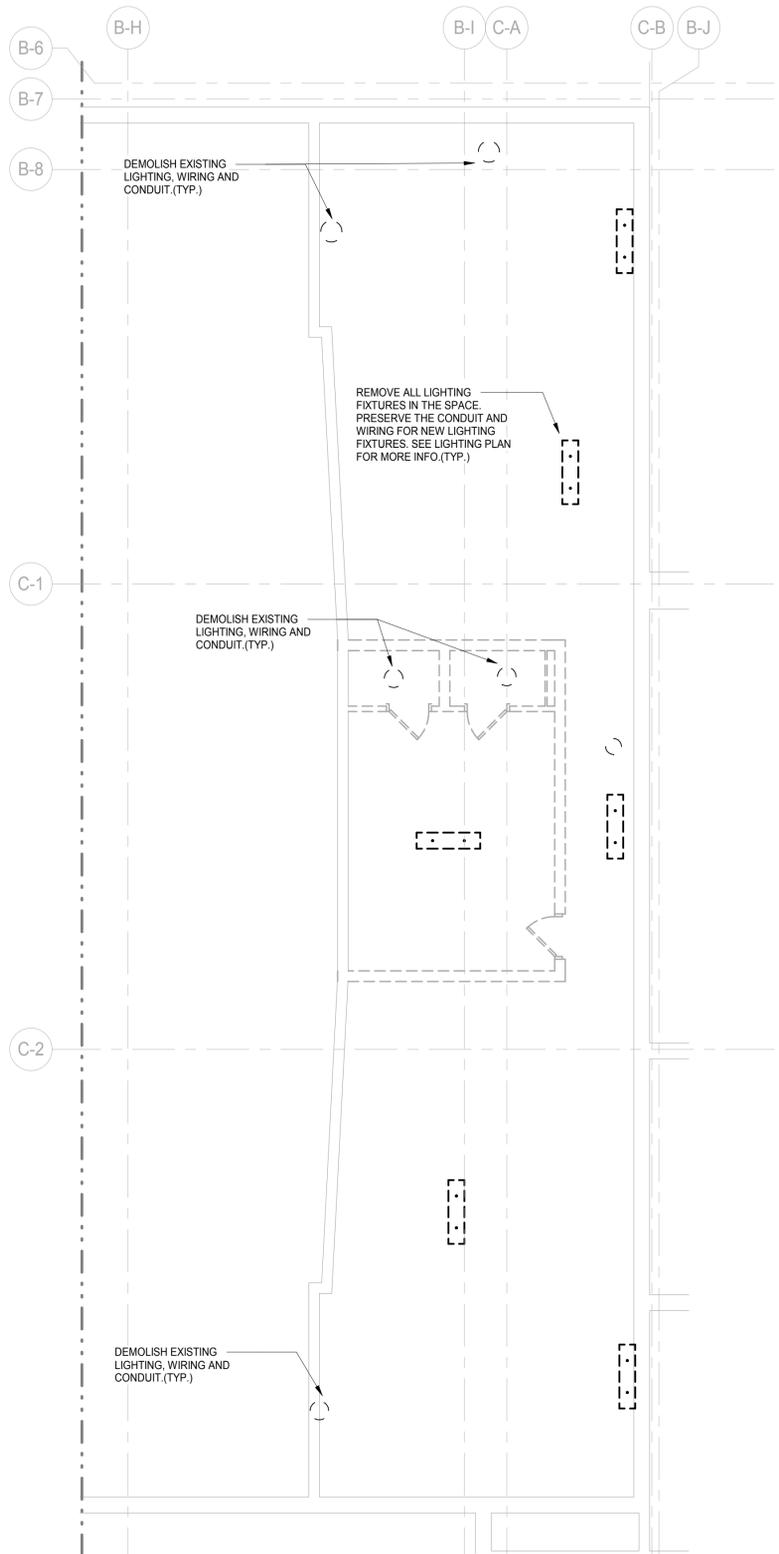 B-H
B-I
C-A
C-B
B-J
B-6
B-7
B-8
DEMOLISH EXISTING
LIGHTING, WIRING AND
CONDUIT.(TYP.)
REMOVE ALL LIGHTING
FIXTURES IN THE SPACE.
PRESERVE THE CONDUIT AND
WIRING FOR NEW LIGHTING
FIXTURES. SEE LIGHTING PLAN
FOR MORE INFO.(TYP.)
C-1
DEMOLISH EXISTING
LIGHTING, WIRING AND
CONDUIT.(TYP.)
C-2
DEMOLISH EXISTING
LIGHTING, WIRING AND
CONDUIT.(TYP.)